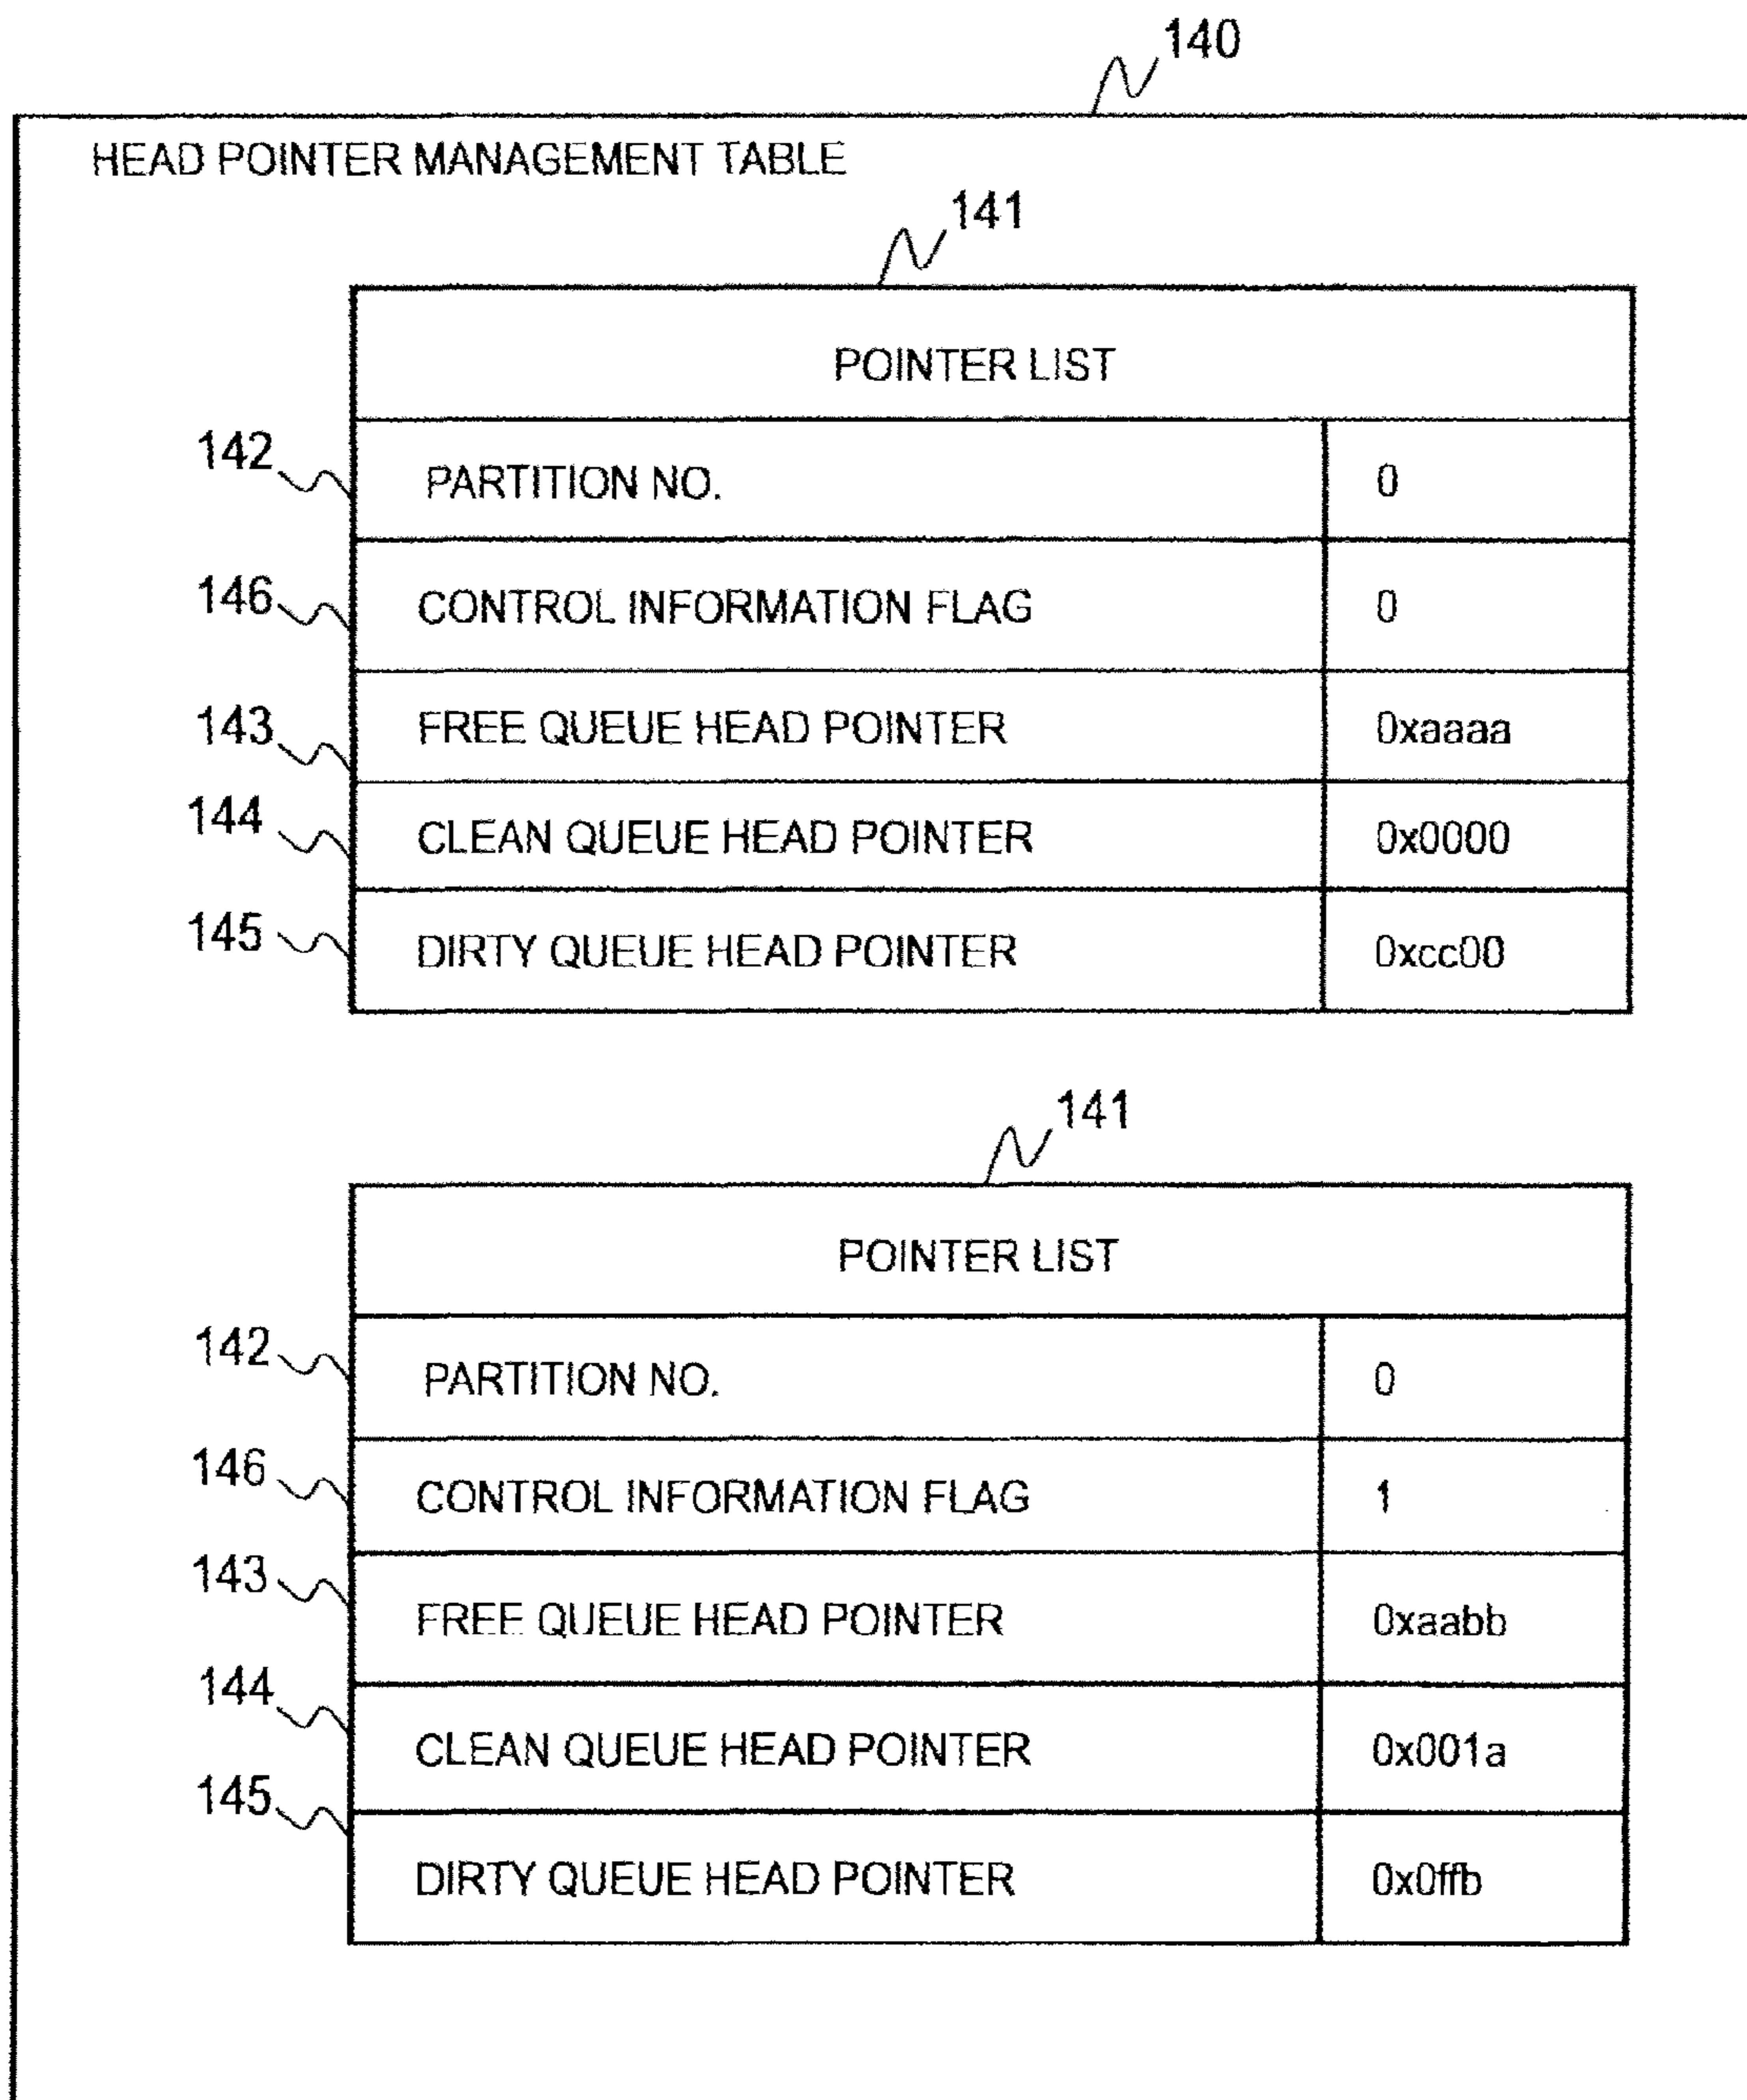 140
HEAD POINTER MANAGEMENT TABLE
141
POINTER LIST
142 PARTITION NO. 0
146 CONTROL INFORMATION FLAG 0
143 FREE QUEUE HEAD POINTER 0xaaaa
144 CLEAN QUEUE HEAD POINTER 0x0000
145 DIRTY QUEUE HEAD POINTER 0xcc00
141
POINTER LIST
142 PARTITION NO. 0
146 CONTROL INFORMATION FLAG 1
143 FREE QUEUE HEAD POINTER 0xaabb
144 CLEAN QUEUE HEAD POINTER 0x001a
145 DIRTY QUEUE HEAD POINTER 0x0ffb